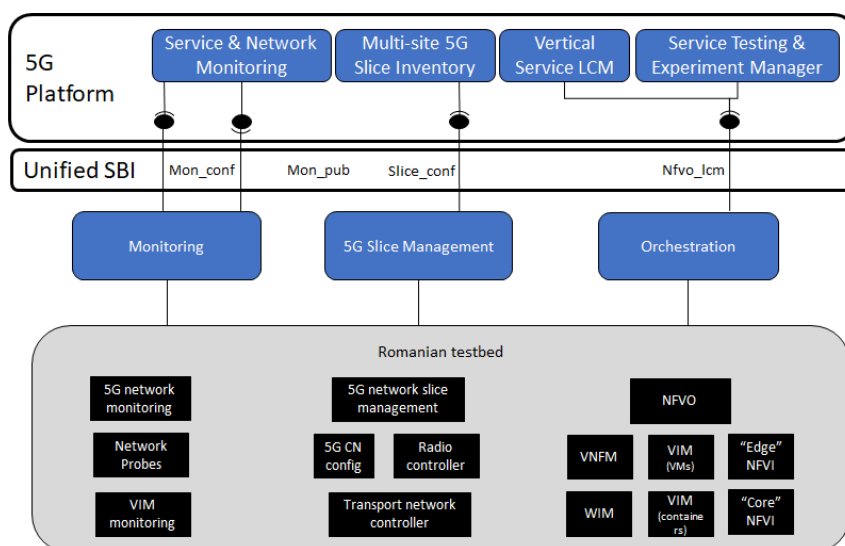 5G
Platform
Service & Network
Monitoring
Multi-site 5G
Slice Inventory
Vertical
Service LCM
Service Testing &
Experiment Manager
Unified SBI
Mon_conf
Mon_pub
Slice_conf
Nfvo_lcm
Monitoring
5G Slice Management
Orchestration
Romanian testbed
5G network
monitoring
Network
Probes
VIM
monitoring
5G network slice
management
5G CN
config
Radio
controller
Transport network
controller
NFVO
VNFM
VIM
(VMs)
“Edge”
NFVI
WIM
VIM
(containe
rs)
“Core”
NFVI